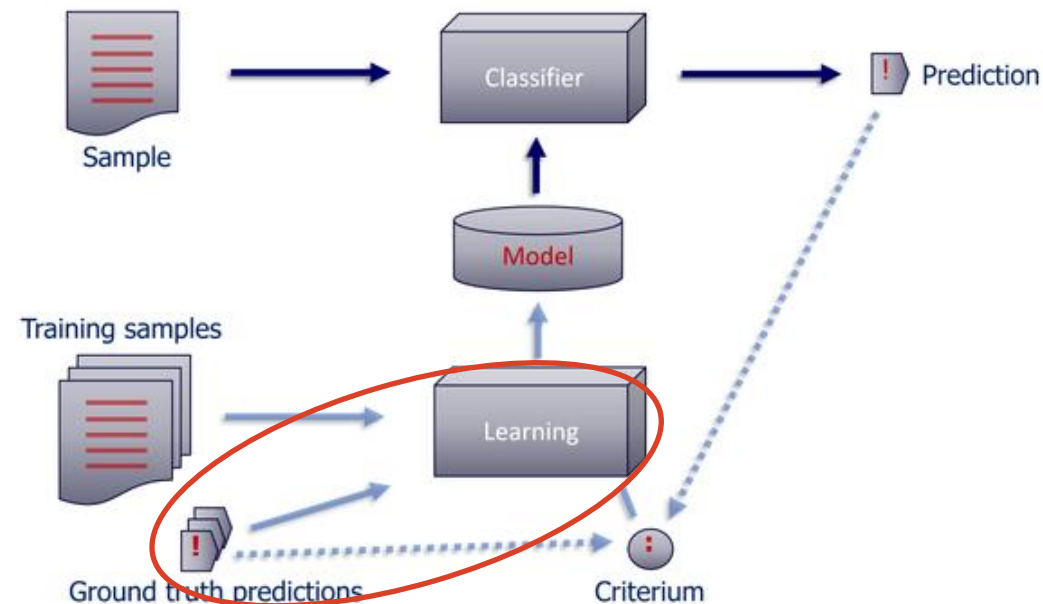 Classifier
! Prediction
Sample
Model
Training samples
Learning
!
:
Ground truth predictions
Criterium